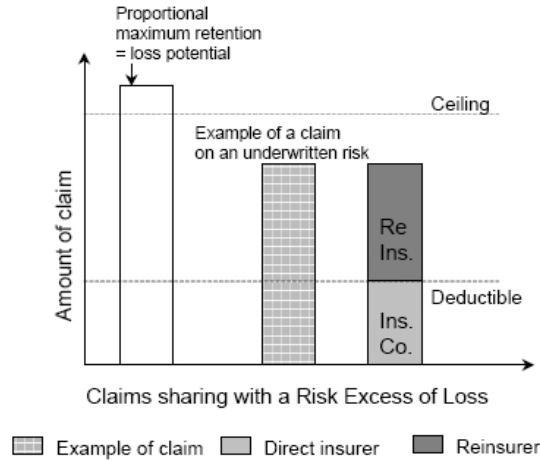 Proportional
maximum retention
= loss potential
Ceiling
Example of a claim
on an underwritten risk
Amount of claim
Re
Ins.
Deductible
Ins.
Co.
Claims sharing with a Risk Excess of Loss
Example of claim
Direct insurer
Reinsurer